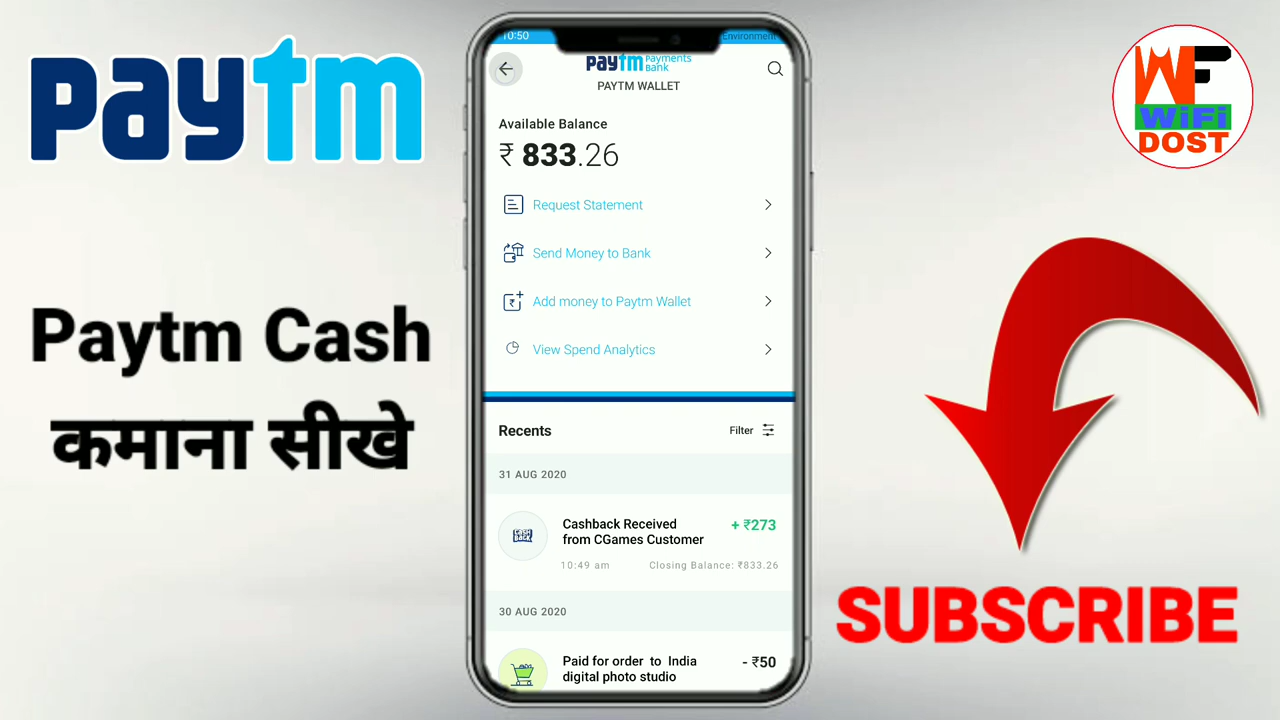 paytm
Paytm Cash
कमाना सीखे
10:50
Environment
paytm Payments
Bank
PAYTM WALLET
Available Balance
₹ 833.26
Request Statement
Send Money to Bank
Add money to Paytm Wallet
View Spend Analytics
Recents
Filter
31 AUG 2020
CASH
BACK
Cashback Received + ₹273
from CGames Customer
10:49 am Closing Balance: ₹833.26
30 AUG 2020
Paid for order to India - ₹50
digital photo studio
WF
WiFi
DOST
SUBSCRIBE